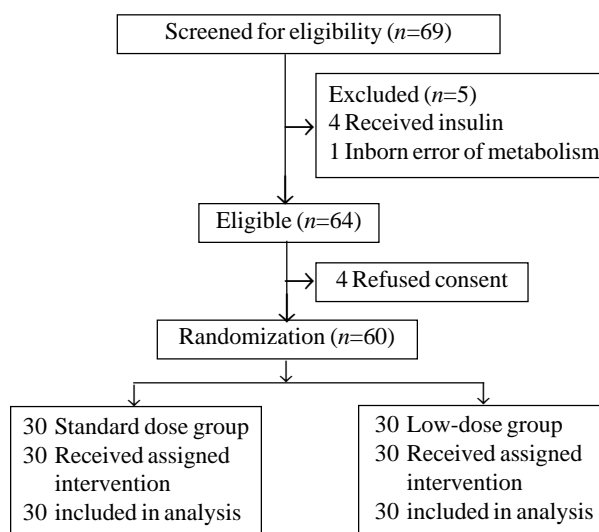 Screened for eligibility (n=69)
Excluded (n=5)
4 Received insulin
1 Inborn error of metabolism
Eligible (n=64)
4 Refused consent
Randomization (n=60)
30 Standard dose group
30 Received assigned
intervention
30 included in analysis
30 Low-dose group
30 Received assigned
intervention
30 included in analysis